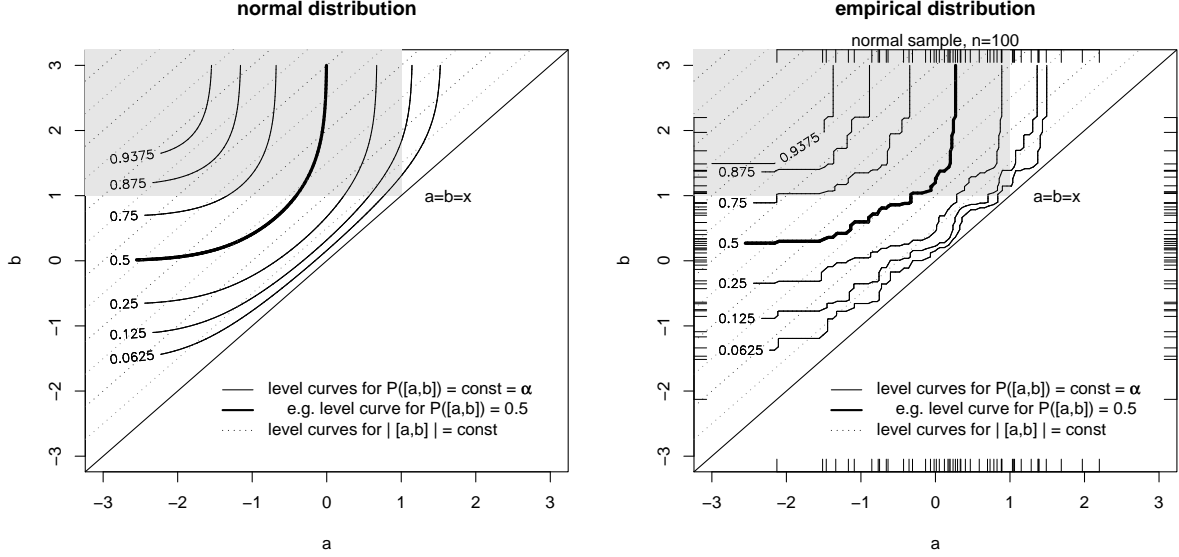 normal distribution
3
2
1
0
−1
−2
−3
b
0.9375
0.875
0.75
0.5
0.25
0.125
0.0625
a=b=x
level curves for P([a,b]) = const = α
e.g. level curve for P([a,b]) = 0.5
level curves for | [a,b] | = const
−3 −2 −1 0 1 2 3
a
empirical distribution
normal sample, n=100
3
2
1
0
−1
−2
−3
b
0.9375
0.875
0.75
0.5
0.25
0.125
0.0625
a=b=x
level curves for P([a,b]) = const = α
e.g. level curve for P([a,b]) = 0.5
level curves for | [a,b] | = const
−3 −2 −1 0 1 2 3
a